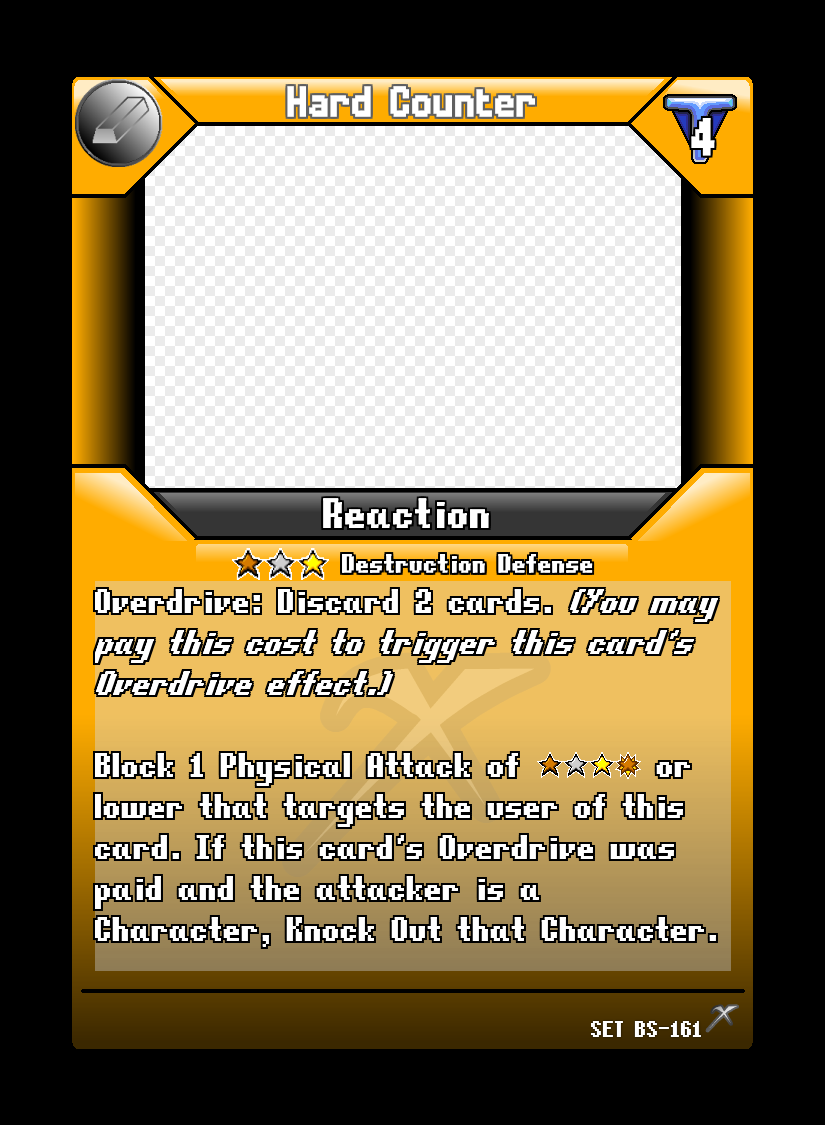 Hard Counter
4
Reaction
Destruction Defense
Overdrive: Discard 2 cards. (You may
pay this cost to trigger this card's
Overdrive effect.)
Block 1 Physical Attack of or
lower that targets the user of this
card. If this card's Overdrive was
paid and the attacker is a
Character, Knock Out that Character.
SET BS-161